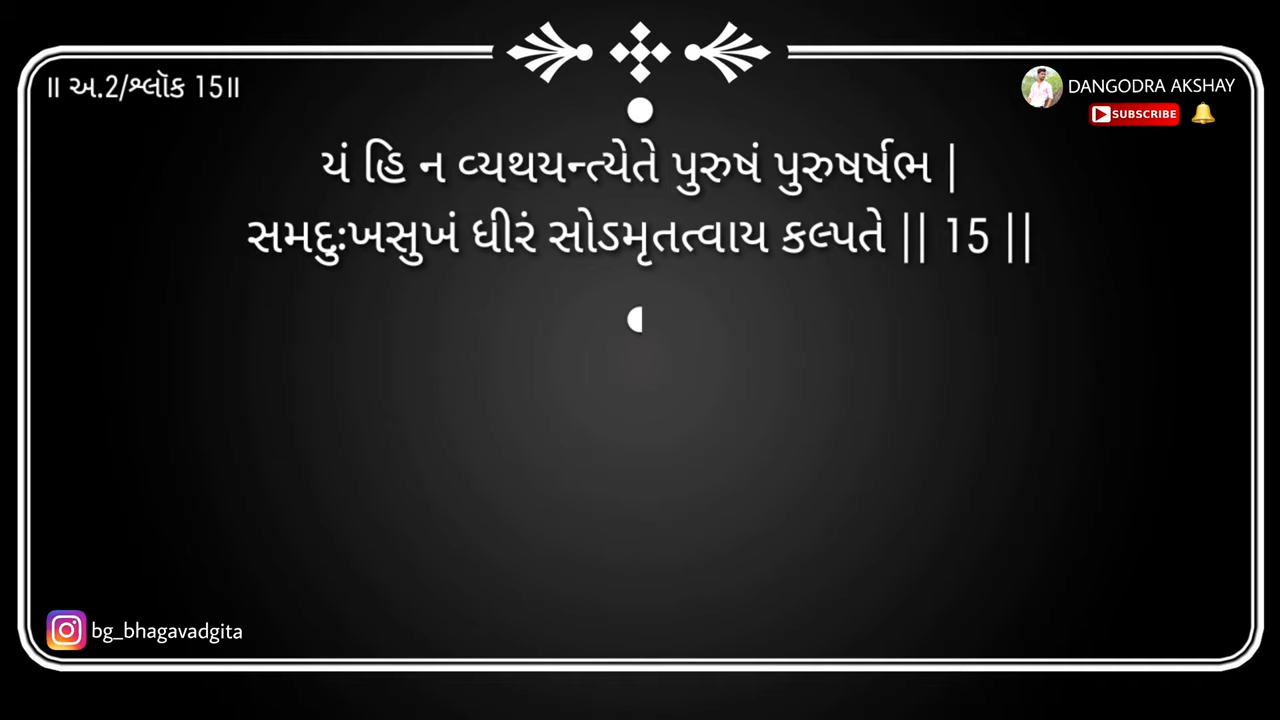 ॥ અ.2/શ્લૉક 15॥
DANGODRA AKSHAY
SUBSCRIBE
યં હિ ન વ્યથયન્ત્યેતે પુરુષં પુરુષર્ષભ |
સમદુઃખસુખં ધીરં સોઽમૃતત્વાય કલ્પતે || 15 ||
bg_bhagavadgita